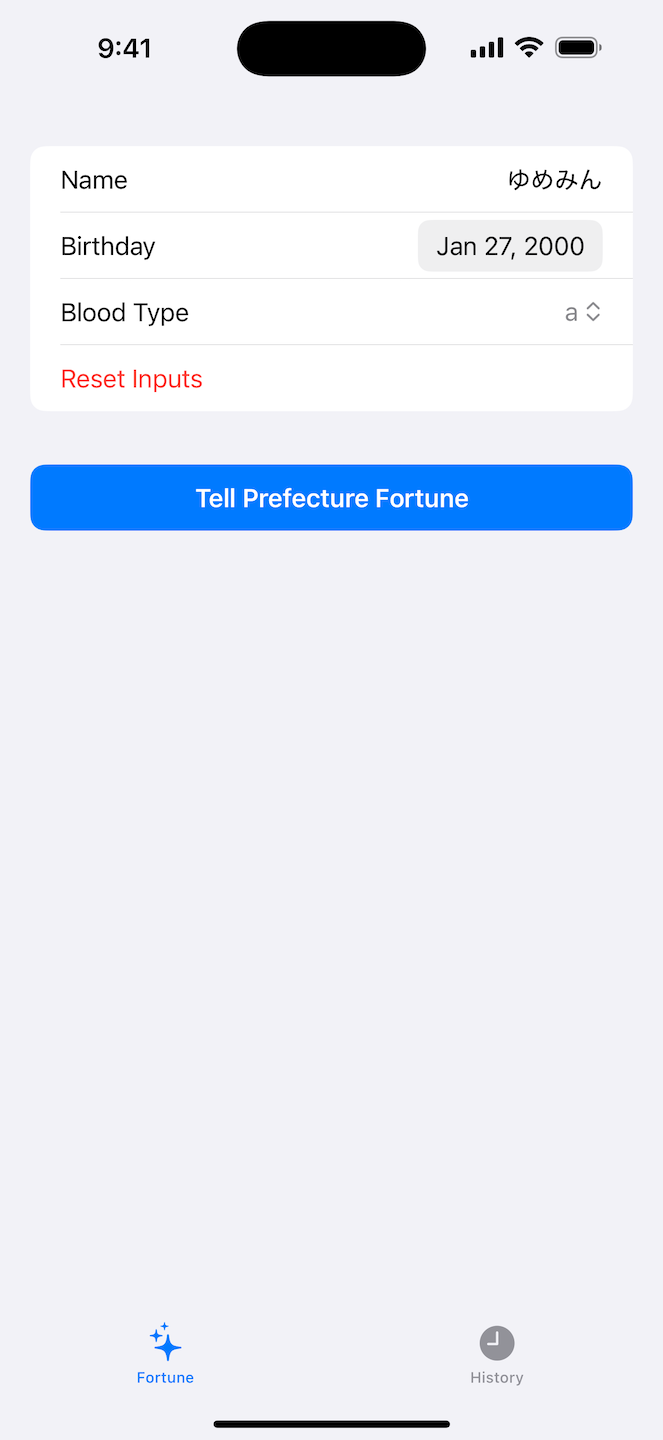 9:41
Name ゆめみん
Birthday Jan 27, 2000
Blood Type a
Reset Inputs
Tell Prefecture Fortune
Fortune History